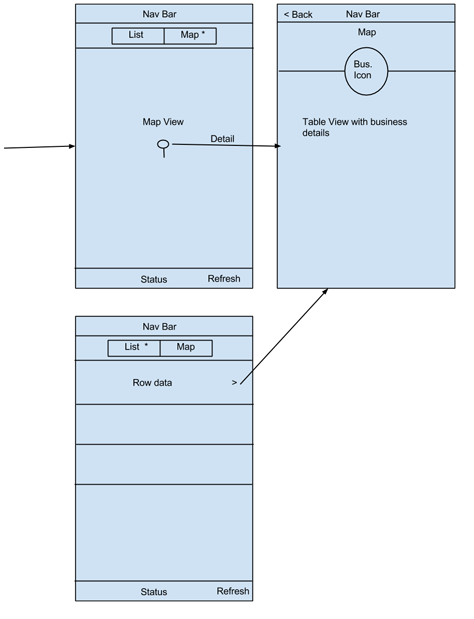 Nav Bar
List Map *
Map View
Detail
Status Refresh
< Back Nav Bar
Map
Bus.
Icon
Table View with business
details
Nav Bar
List * Map
Row data >
Status Refresh